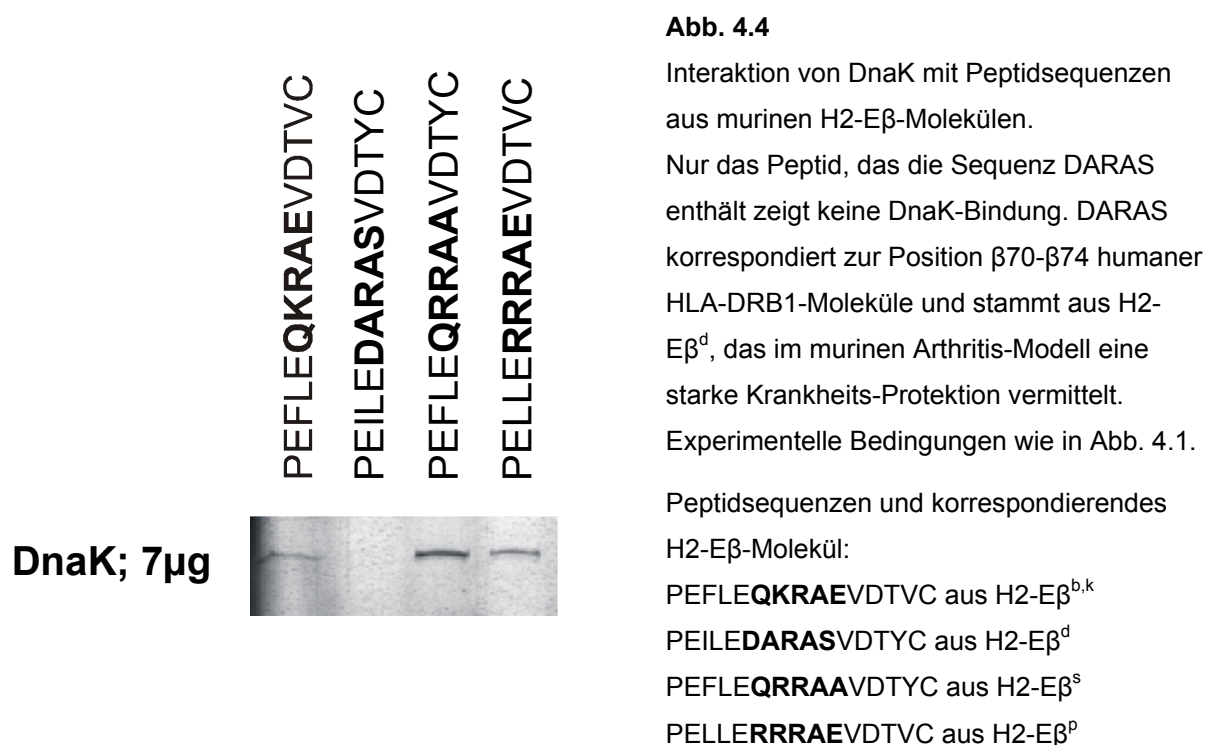 PEFLEQKRAEVDTVC
PEILEDARASVDTYC
PEFLEQRRAAVDTYC
PELLERRRAEVDTVC
DnaK; 7µg
Abb. 4.4
Interaktion von DnaK mit Peptidsequenzen
aus murinen H2-Eβ-Molekülen.
Nur das Peptid, das die Sequenz DARAS
enthält zeigt keine DnaK-Bindung. DARAS
korrespondiert zur Position β70-β74 humaner
HLA-DRB1-Moleküle und stammt aus H2-
Eβᵈ, das im murinen Arthritis-Modell eine
starke Krankheits-Protektion vermittelt.
Experimentelle Bedingungen wie in Abb. 4.1.
Peptidsequenzen und korrespondierendes
H2-Eβ-Molekül:
PEFLEQKRAEVDTVC aus H2-Eβᵇ,ᵏ
PEILEDARASVDTYC aus H2-Eβᵈ
PEFLEQRRAAVDTYC aus H2-Eβˢ
PELLERRRAEVDTVC aus H2-Eβᵖ